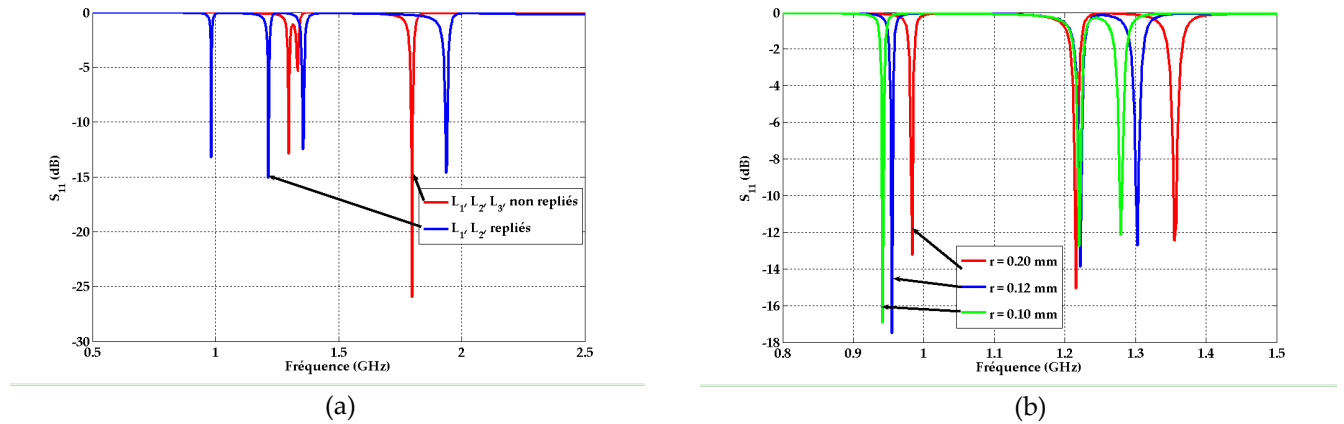 0
-5
-10
-15
-20
-25
-30
S11 (dB)
0.5 1 1.5 2 2.5
Fréquence (GHz)
L1, L2, L3, non repliés
L1, L2, repliés
(a)
0
-2
-4
-6
-8
-10
-12
-14
-16
-18
S11 (dB)
0.8 0.9 1 1.1 1.2 1.3 1.4 1.5
Fréquence (GHz)
r = 0.20 mm
r = 0.12 mm
r = 0.10 mm
(b)